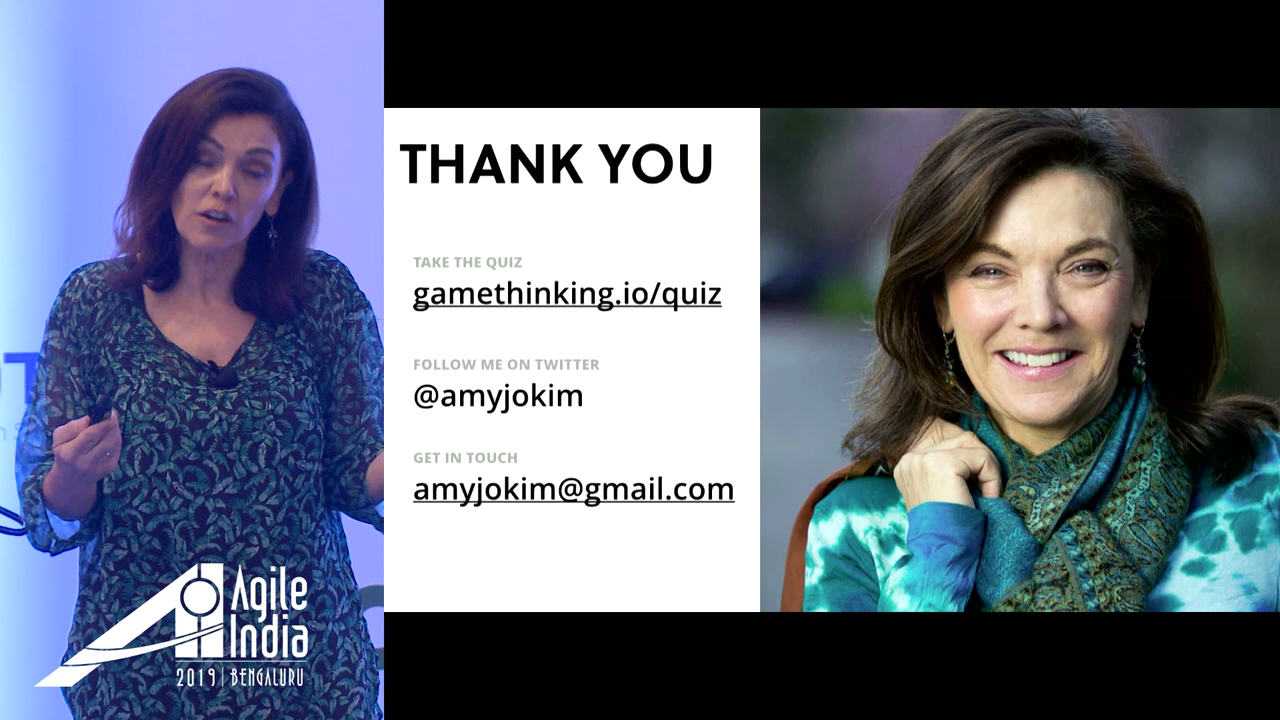 THANK YOU
TAKE THE QUIZ
gamethinking.io/quiz
FOLLOW ME ON TWITTER
@amyjokim
GET IN TOUCH
amyjokim@gmail.com
Agile
India
2019 | BENGALURU